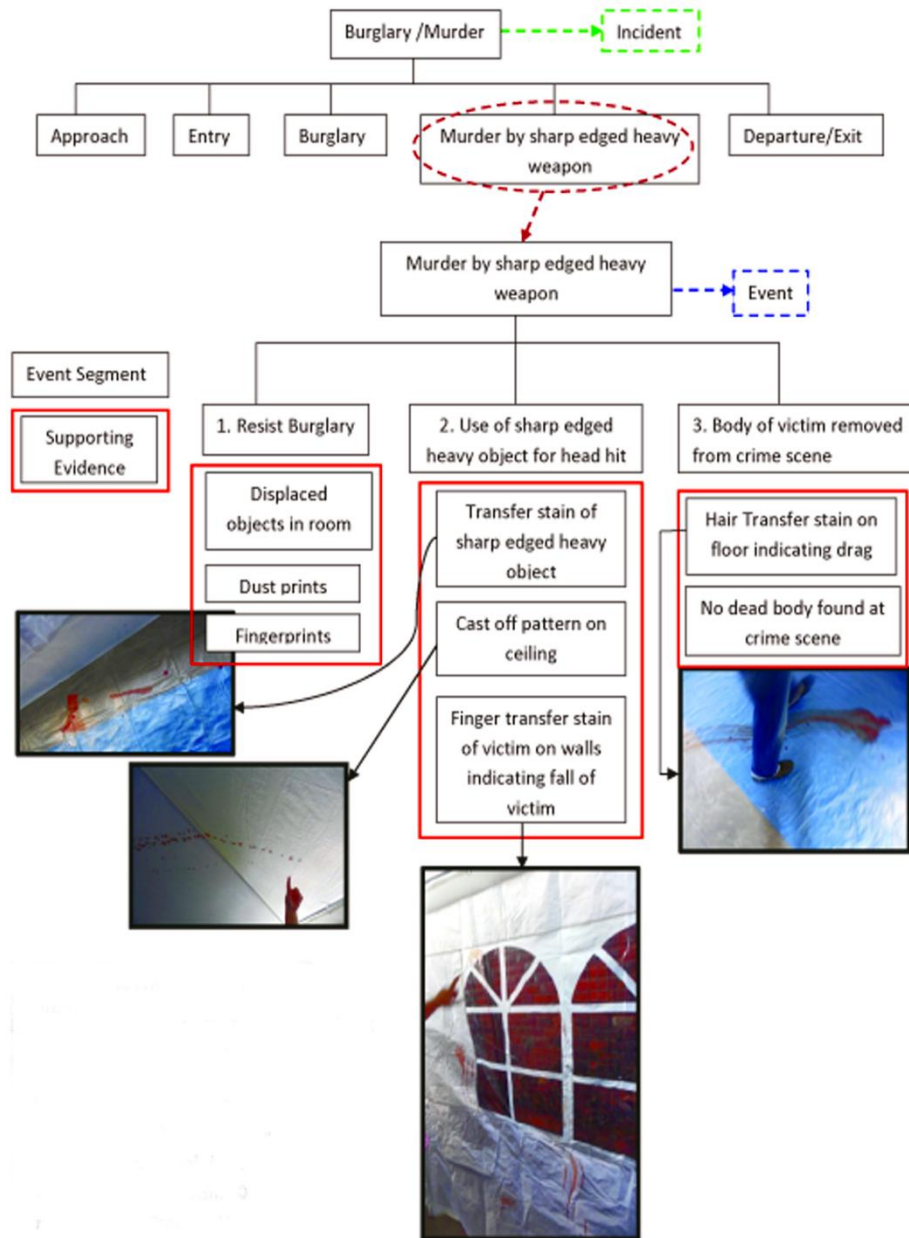 Burglary /Murder
Incident
Approach
Entry
Burglary
Murder by sharp edged heavy
weapon
Departure/Exit
Murder by sharp edged heavy
weapon
Event
Event Segment
Supporting
Evidence
1. Resist Burglary
Displaced
objects in room
Dust prints
Fingerprints
2. Use of sharp edged
heavy object for head hit
Transfer stain of
sharp edged heavy
object
Cast off pattern on
ceiling
Finger transfer stain
of victim on walls
indicating fall of
victim
3. Body of victim removed
from crime scene
Hair Transfer stain on
floor indicating drag
No dead body found at
crime scene